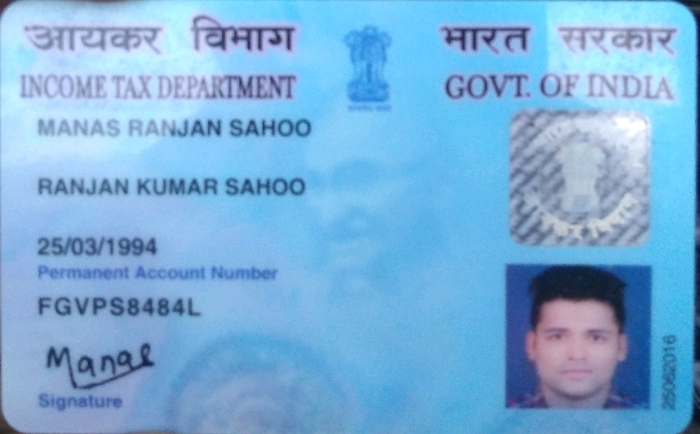 आयकर विभाग भारत सरकार
INCOME TAX DEPARTMENT GOVT. OF INDIA
MANAS RANJAN SAHOO
RANJAN KUMAR SAHOO
25/03/1994
Permanent Account Number
FGVPS8484L
Manas
Signature
25062016